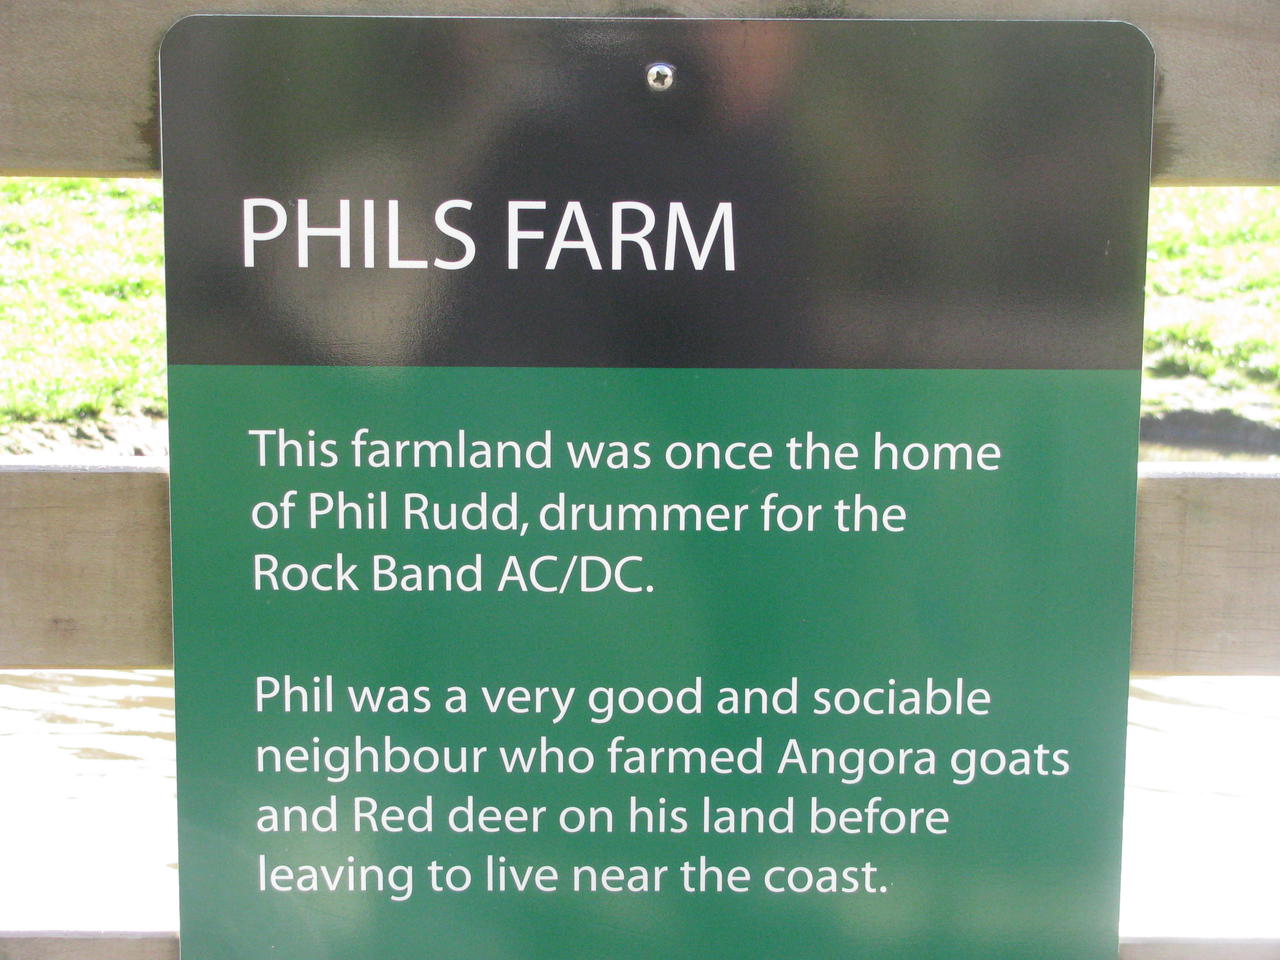 PHILS FARM
This farmland was once the home
of Phil Rudd, drummer for the
Rock Band AC/DC.
Phil was a very good and sociable
neighbour who farmed Angora goats
and Red deer on his land before
leaving to live near the coast.